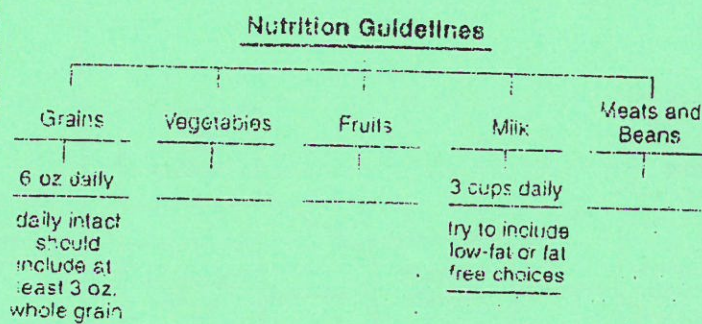 Nutrition Guidelines
Grains
Vegetables
Fruits
Milk
Meats and
Beans
6 oz daily
daily intact
should
include at
least 3 oz.
whole grain
3 cups daily
try to include
low-fat or fat
free choices